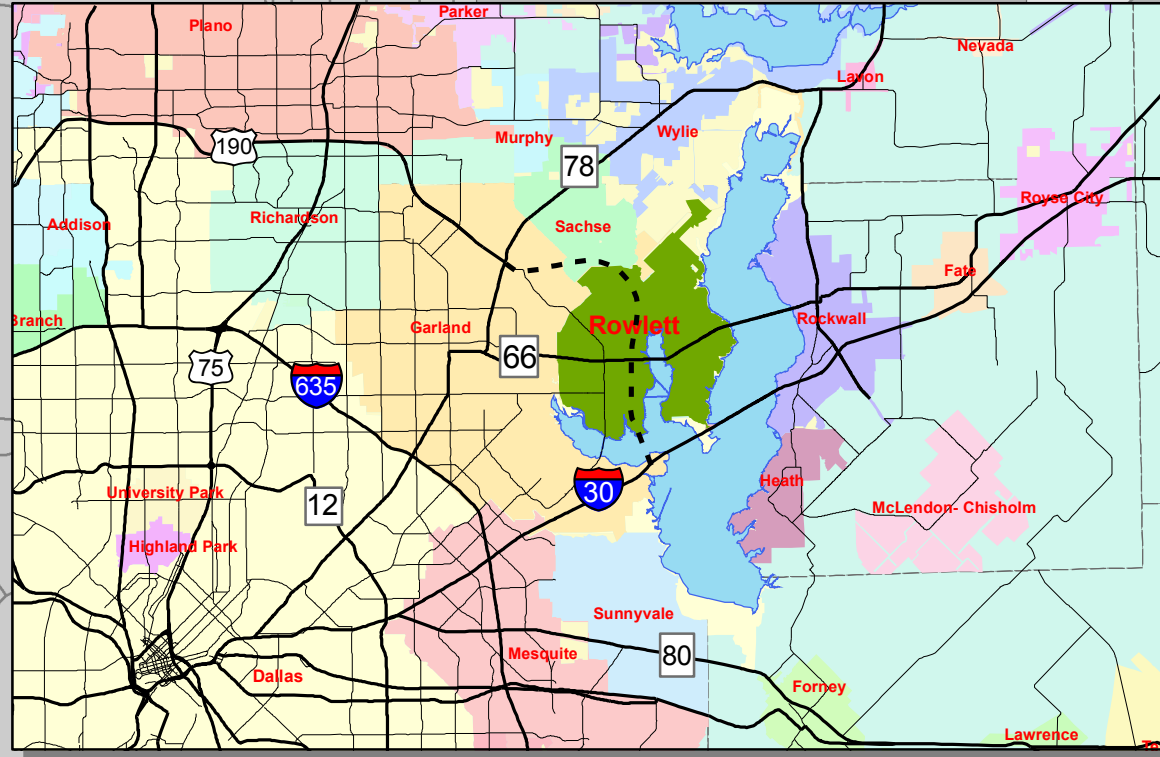 Parker
Plano
Nevada
Lavon
Murphy
Wylie
190
78
Royse City
Addison
Richardson
Sachse
Fate
Branch
Garland
Rowlett
Rockwall
66
75
635
Heath
30
University Park
12
McLendon- Chisholm
Highland Park
Sunnyvale
Mesquite
80
Dallas
Forney
Lawrence